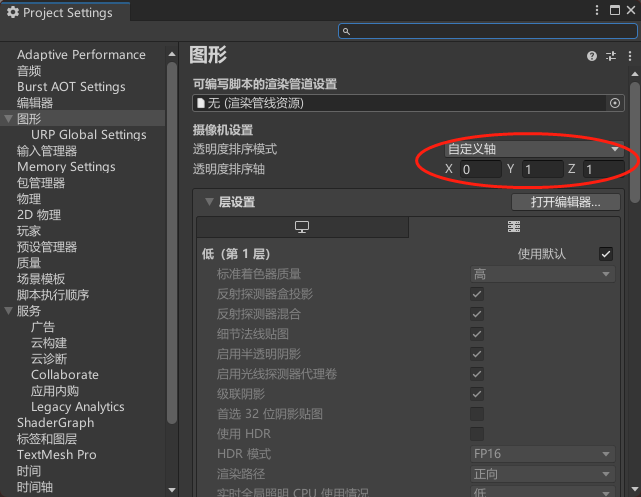 Project Settings
Adaptive Performance
音频
Burst AOT Settings
编辑器
图形
URP Global Settings
输入管理器
Memory Settings
包管理器
物理
2D 物理
玩家
预设管理器
质量
场景模板
脚本执行顺序
服务
广告
云构建
云诊断
Collaborate
应用内购
Legacy Analytics
ShaderGraph
标签和图层
TextMesh Pro
时间
时间轴
图形
可编写脚本的渲染管道设置
无 (渲染管线资源)
摄像机设置
透明度排序模式 自定义轴
透明度排序轴 X 0 Y 1 Z 1
层设置 打开编辑器...
低（第 1 层） 使用默认
标准着色器质量 高
反射探测器盒投影
反射探测器混合
细节法线贴图
启用半透明阴影
启用光线探测器代理卷
级联阴影
首选 32 位阴影贴图
使用 HDR
HDR 模式 FP16
渲染路径 正向
实时全局照明 CPU 使用情况 低